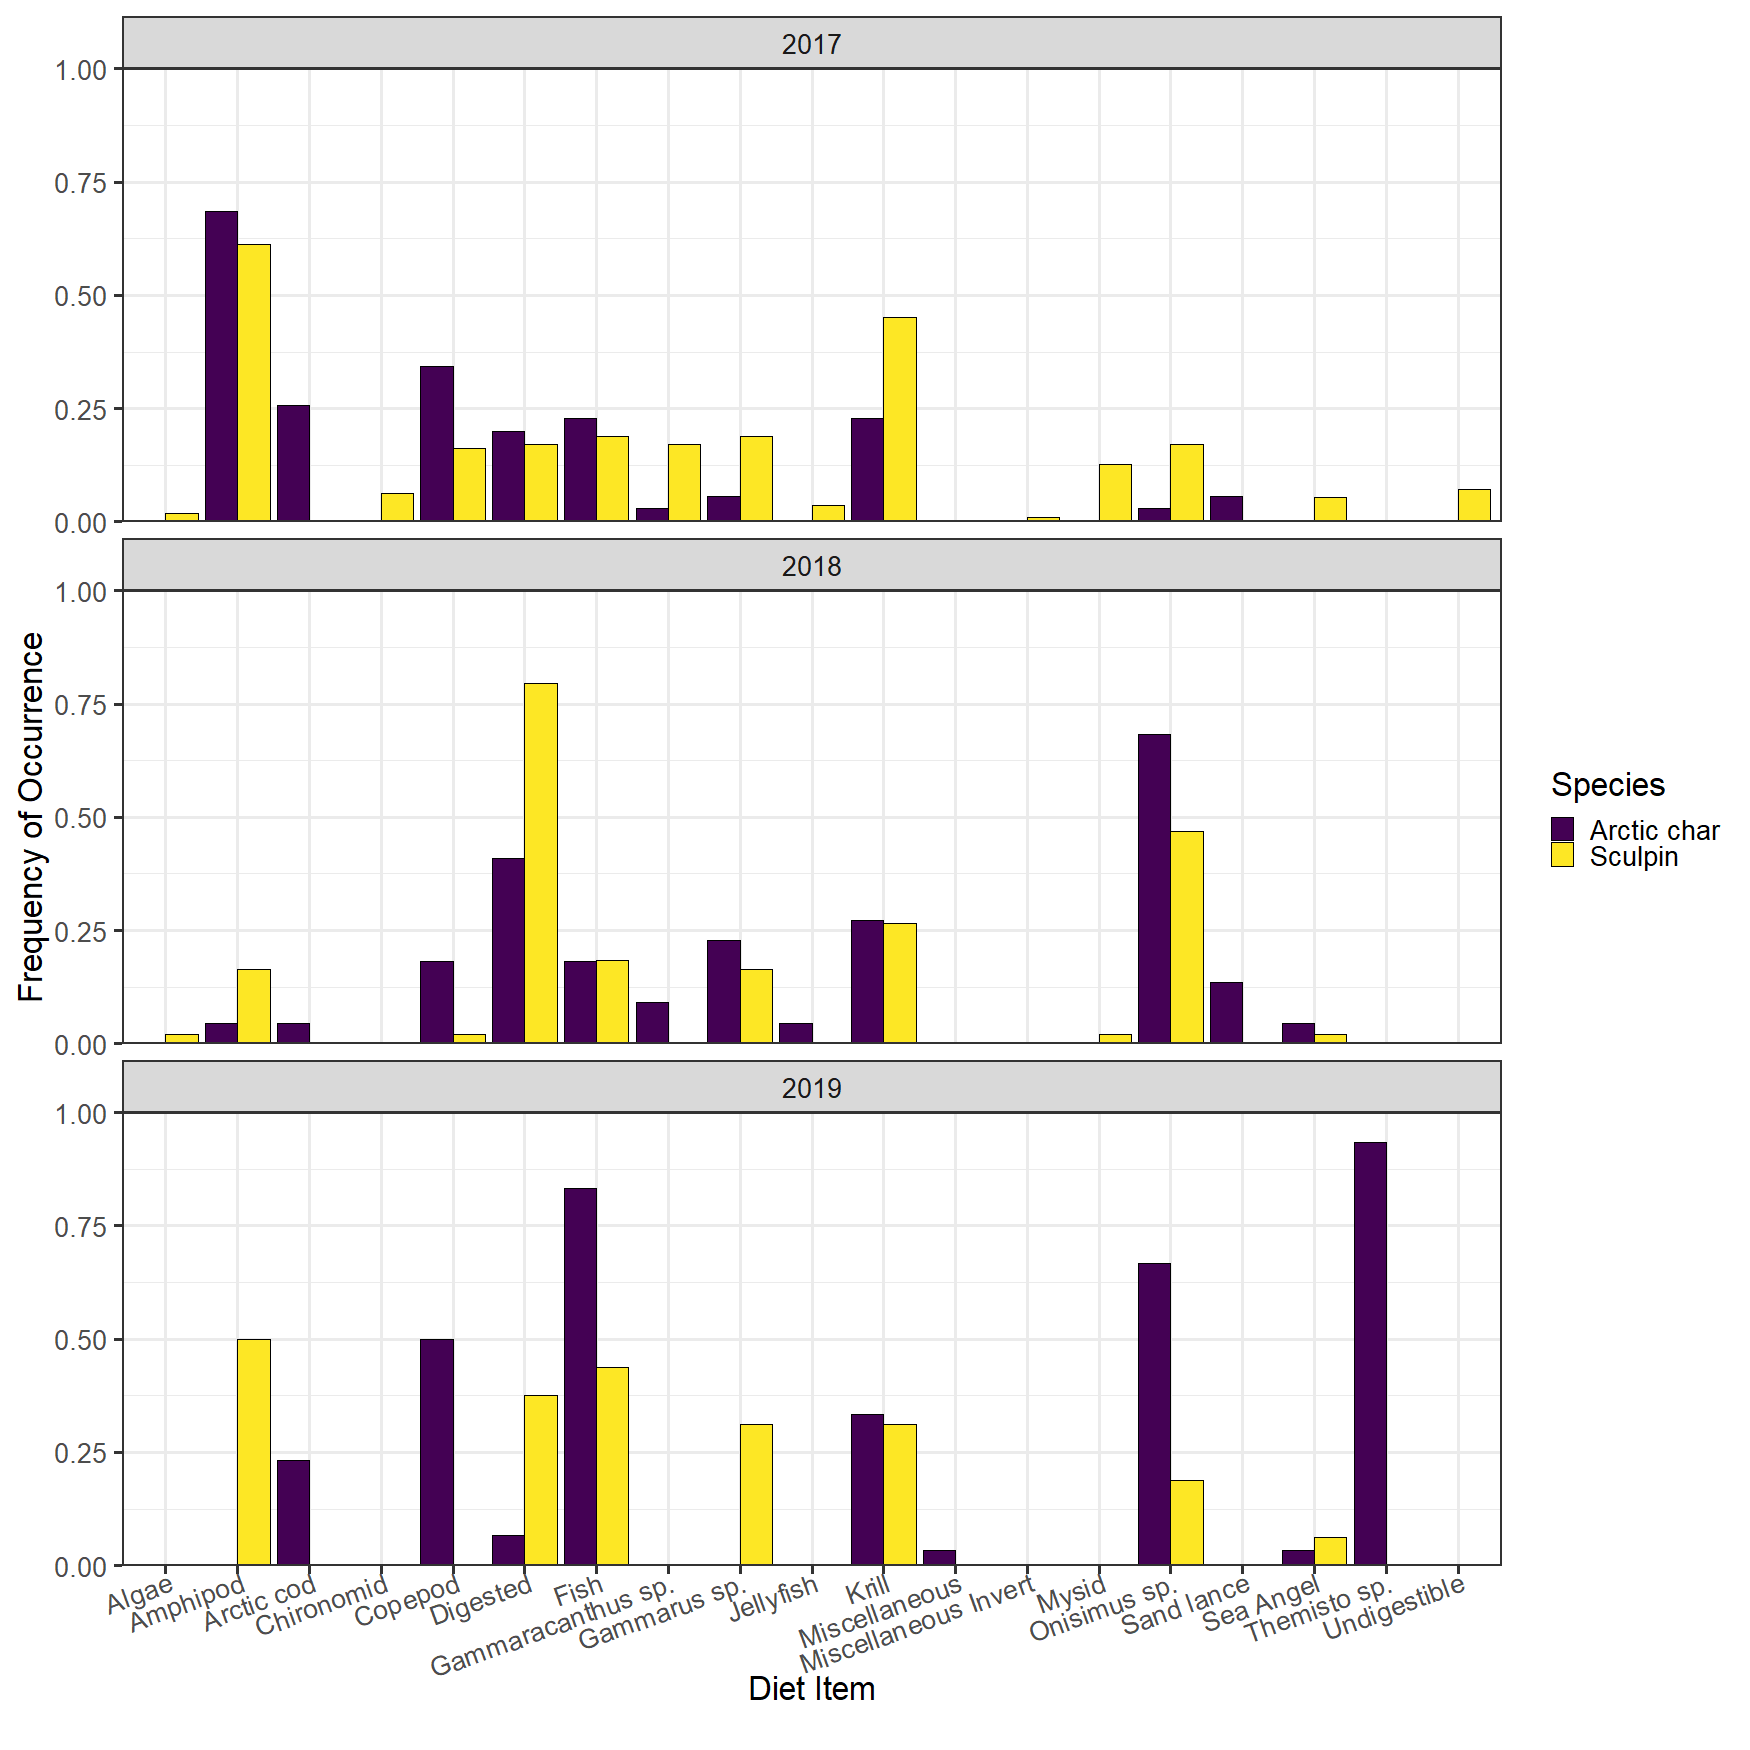 2017
1.00
0.75
0.50
0.25
0.00
2018
1.00
0.75
0.50
0.25
0.00
2019
1.00
0.75
0.50
0.25
0.00
Frequency of Occurrence
Algae
Amphipod
Arctic cod
Chironomid
Copepod
Digested
Fish
Gammaracanthus sp.
Gammarus sp.
Jellyfish
Krill
Miscellaneous
Miscellaneous Invert
Mysid
Onisimus sp.
Sand lance
Sea Angel
Themisto sp.
Undigestible
Diet Item
Species
Arctic char
Sculpin